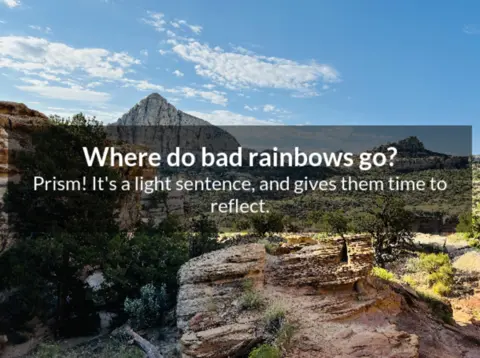 Where do bad rainbows go?
Prism! It's a light sentence, and gives them time to
reflect.